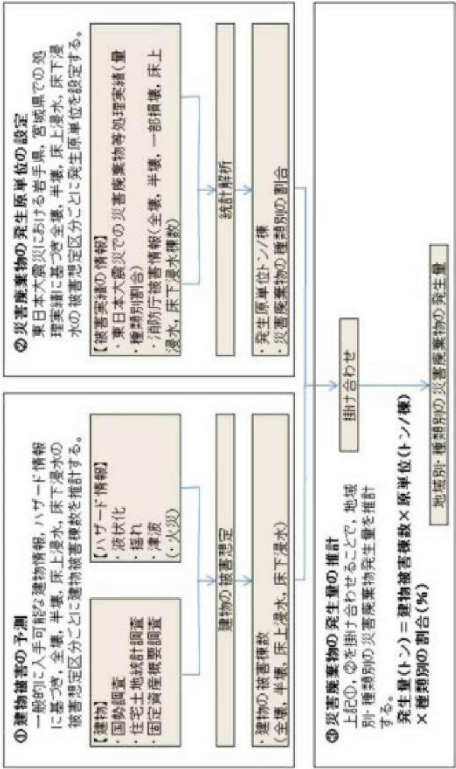 ①建物被害の予測
一般的に入手可能な建物情報、ハザード情報
に基づき、全壊、半壊、床上浸水、床下浸水の
被害想定区分ごとに建物被害棟数を推計する。
【建物】
・国勢調査
・住宅土地統計調査
・固定資産概要調査
【ハザード情報】
・液状化
・揺れ
・津波
(・火災)
建物の被害想定
・建物の被害棟数
(全壊、半壊、床上浸水、床下浸水)
②災害廃棄物の発生原単位の設定
東日本大震災における岩手県、宮城県での処
理実績に基づき全壊、半壊、床上浸水、床下浸
水の被害想定区分ごとに発生原単位を設定する。
【被害実績の情報】
・東日本大震災での災害廃棄物等処理実績(量
・種類別割合)
・消防庁被害情報(全壊、半壊、一部損壊、床上
浸水、床下浸水棟数)
統計解析
・発生原単位トン/棟
・災害廃棄物の種類別の割合
③災害廃棄物の発生量の推計
上記①、②を掛け合わせることで、地域
別・種類別の災害廃棄物発生量を推計
する。
発生量(トン)=建物被害棟数×原単位(トン/棟)
×種類別の割合(%)
掛け合わせ
地域別・種類別の災害廃棄物の発生量